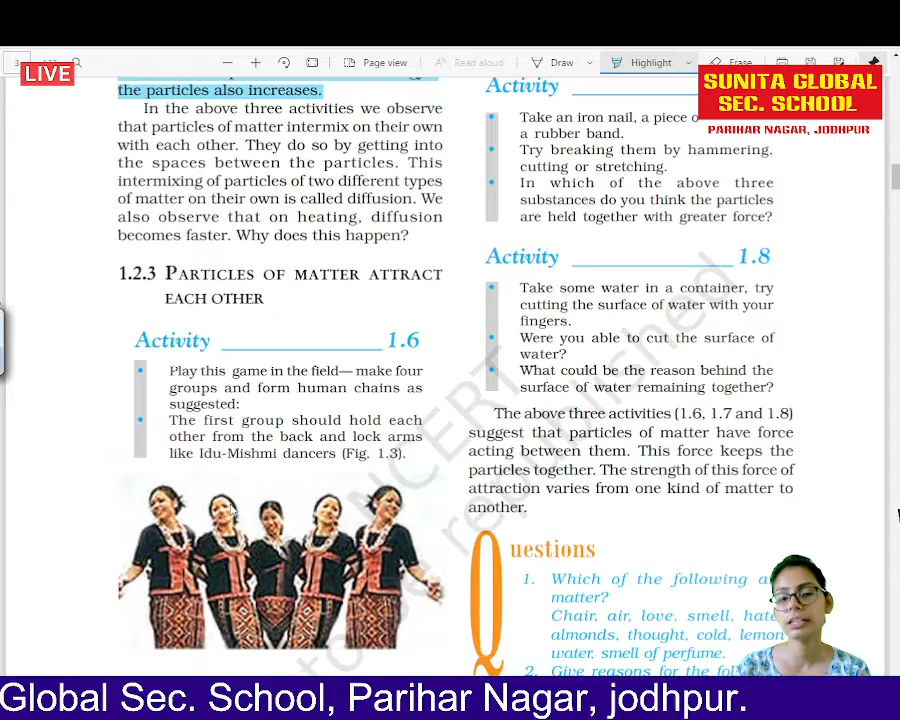 LIVE
Page view
Read aloud
Draw
Highlight
Erase
SUNITA GLOBAL
SEC. SCHOOL
PARIHAR NAGAR, JODHPUR
the particles also increases.
In the above three activities we observe
that particles of matter intermix on their own
with each other. They do so by getting into
the spaces between the particles. This
intermixing of particles of two different types
of matter on their own is called diffusion. We
also observe that on heating, diffusion
becomes faster. Why does this happen?
1.2.3 PARTICLES OF MATTER ATTRACT
EACH OTHER
Activity 1.6
• Play this game in the field— make four
groups and form human chains as
suggested:
• The first group should hold each
other from the back and lock arms
like Idu-Mishmi dancers (Fig. 1.3).
Activity
• Take an iron nail, a piece
a rubber band.
• Try breaking them by hammering,
cutting or stretching.
• In which of the above three
substances do you think the particles
are held together with greater force?
Activity 1.8
• Take some water in a container, try
cutting the surface of water with your
fingers.
• Were you able to cut the surface of
water?
• What could be the reason behind the
surface of water remaining together?
The above three activities (1.6, 1.7 and 1.8)
suggest that particles of matter have force
acting between them. This force keeps the
particles together. The strength of this force of
attraction varies from one kind of matter to
another.
Questions
1. Which of the following
matter?
Chair, air, love, smell, hate
almonds, thought, cold, lemon
water, smell of perfume.
2. Give reasons for the
NCERT
to be republished
Global Sec. School, Parihar Nagar, jodhpur.